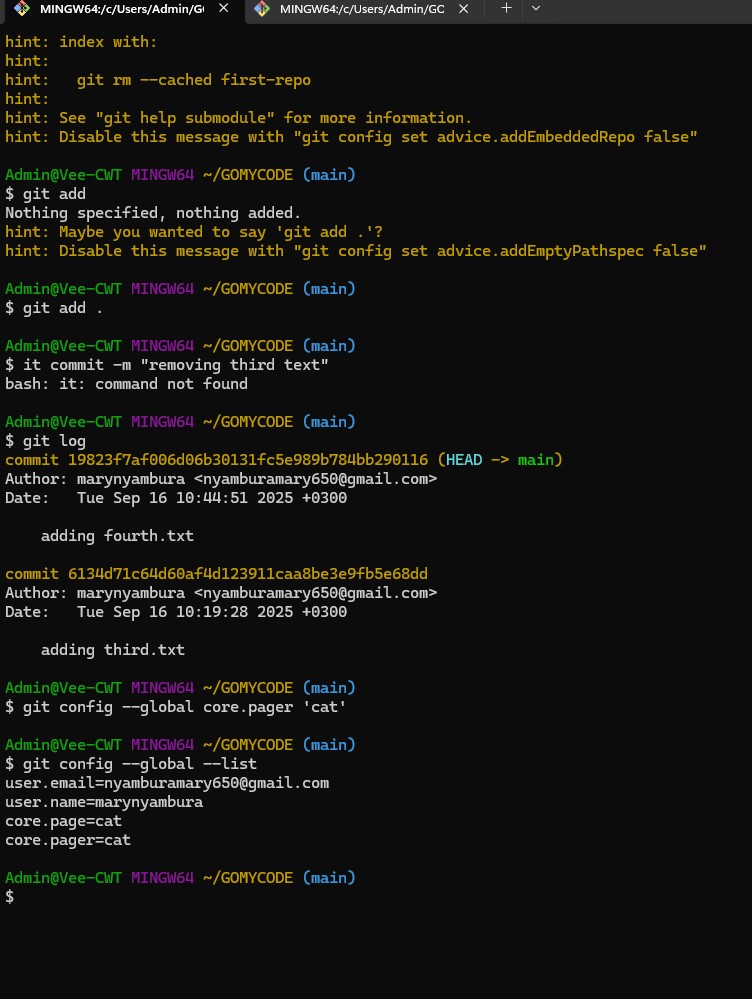 MINGW64:/c/Users/Admin/G(
MINGW64:/c/Users/Admin/GC
hint: index with:
hint:
hint:   git rm --cached first-repo
hint:
hint: See "git help submodule" for more information.
hint: Disable this message with "git config set advice.addEmbeddedRepo false"
Admin@Vee-CWT MINGW64 ~/GOMYCODE (main)
$ git add
Nothing specified, nothing added.
hint: Maybe you wanted to say 'git add .'?
hint: Disable this message with "git config set advice.addEmptyPathspec false"
Admin@Vee-CWT MINGW64 ~/GOMYCODE (main)
$ git add .
Admin@Vee-CWT MINGW64 ~/GOMYCODE (main)
$ it commit -m "removing third text"
bash: it: command not found
Admin@Vee-CWT MINGW64 ~/GOMYCODE (main)
$ git log
commit 19823f7af006d06b30131fc5e989b784bb290116 (HEAD -> main)
Author: marynyambura <nyamburamary650@gmail.com>
Date:   Tue Sep 16 10:44:51 2025 +0300
    adding fourth.txt
commit 6134d71c64d60af4d123911caa8be3e9fb5e68dd
Author: marynyambura <nyamburamary650@gmail.com>
Date:   Tue Sep 16 10:19:28 2025 +0300
    adding third.txt
Admin@Vee-CWT MINGW64 ~/GOMYCODE (main)
$ git config --global core.pager 'cat'
Admin@Vee-CWT MINGW64 ~/GOMYCODE (main)
$ git config --global --list
user.email=nyamburamary650@gmail.com
user.name=marynyambura
core.page=cat
core.pager=cat
Admin@Vee-CWT MINGW64 ~/GOMYCODE (main)
$